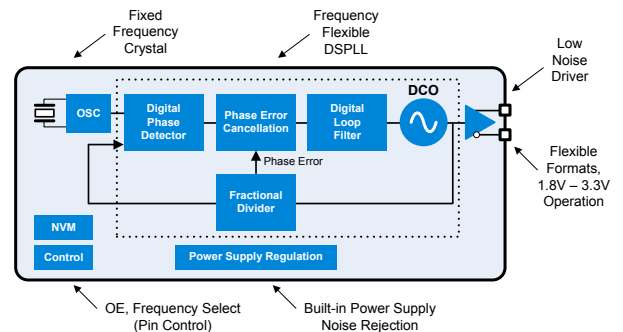 Fixed
Frequency
Crystal
Frequency
Flexible
DSPLL
Low
Noise
Driver
OSC
Digital
Phase
Detector
Phase Error
Cancellation
Digital
Loop
Filter
DCO
Phase Error
Fractional
Divider
Flexible
Formats,
1.8V – 3.3V
Operation
NVM
Control
Power Supply Regulation
OE, Frequency Select
(Pin Control)
Built-in Power Supply
Noise Rejection